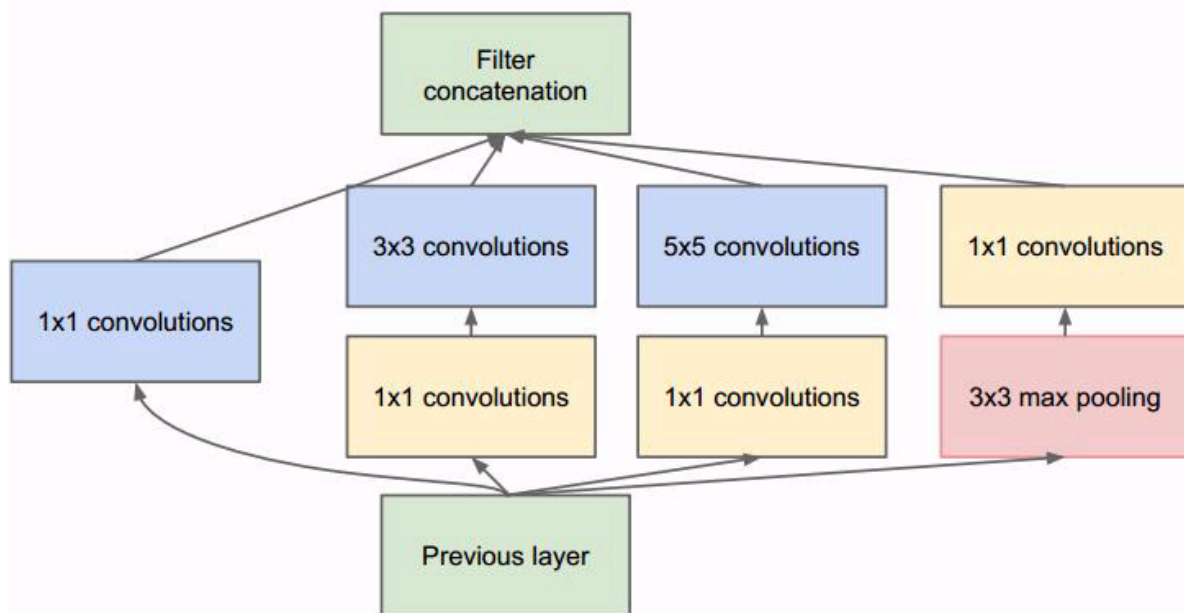 Filter
concatenation
3x3 convolutions
5x5 convolutions
1x1 convolutions
1x1 convolutions
1x1 convolutions
1x1 convolutions
3x3 max pooling
Previous layer